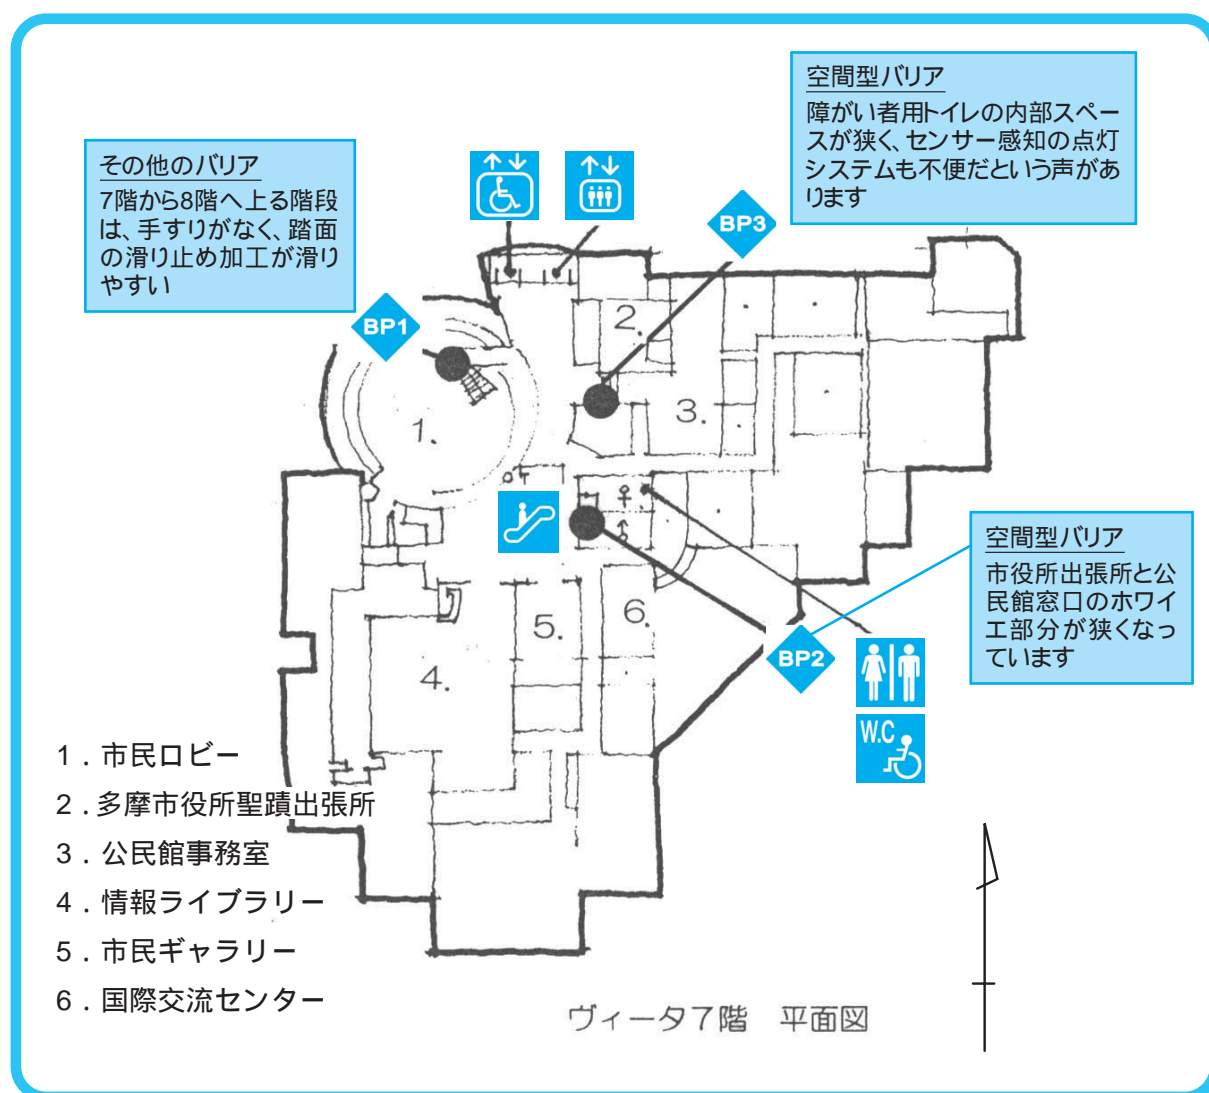 空間型バリア
障がい者用トイレの内部スペー
スが狭く、センサー感知の点灯
システムも不便だという声があ
ります
その他のバリア
7階から8階へ上る階段
は、手すりがなく、踏面
の滑り止め加工が滑り
やすい
BP3
BP1
2.
3.
1.
空間型バリア
市役所出張所と公
民館窓口のホワイ
エ部分が狭くなっ
ています
5.
6.
BP2
4.
W.C
1．市民ロビー
2．多摩市役所聖蹟出張所
3．公民館事務室
4．情報ライブラリー
5．市民ギャラリー
6．国際交流センター
ヴィータ7階 平面図